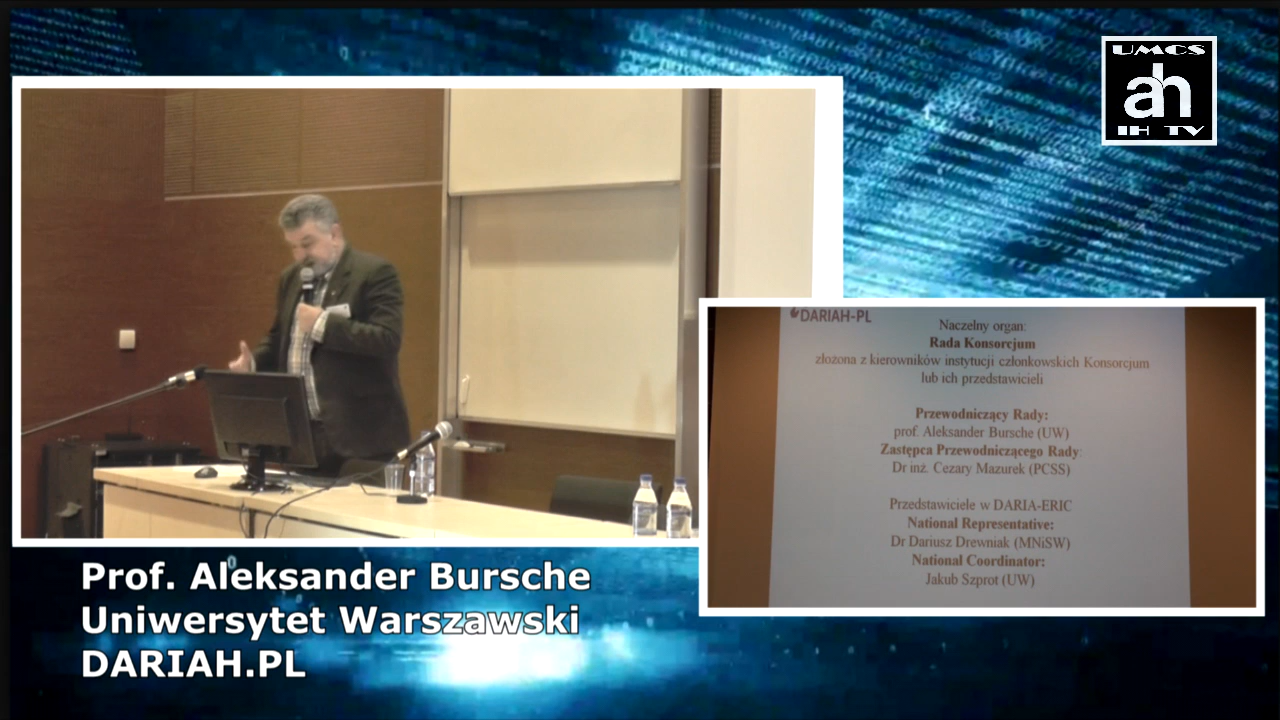 UMCS
ah
IH TV
DARIAH-PL
Naczelny organ:
Rada Konsorcjum
złożona z kierowników instytucji członkowskich Konsorcjum
lub ich przedstawicieli
Przewodniczący Rady:
prof. Aleksander Bursche (UW)
Zastępca Przewodniczącego Rady:
Dr inż. Cezary Mazurek (PCSS)
Przedstawiciele w DARIA-ERIC
National Representative:
Dr Dariusz Drewniak (MNiSW)
National Coordinator:
Jakub Szprot (UW)
Prof. Aleksander Bursche
Uniwersytet Warszawski
DARIAH.PL